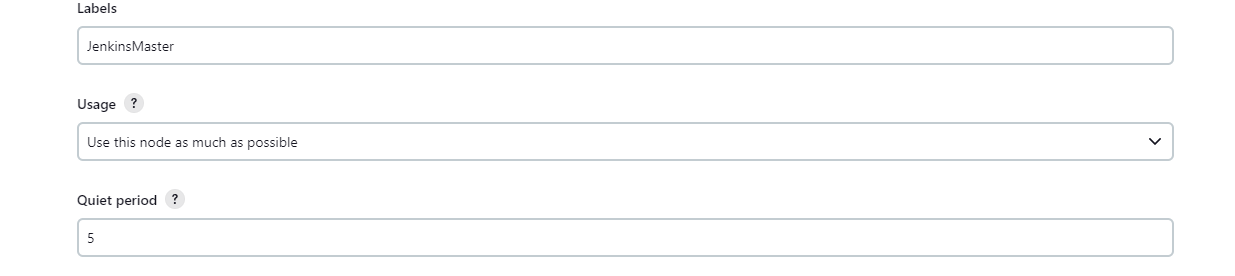 Labels
JenkinsMaster
Usage ?
Use this node as much as possible
Quiet period ?
5